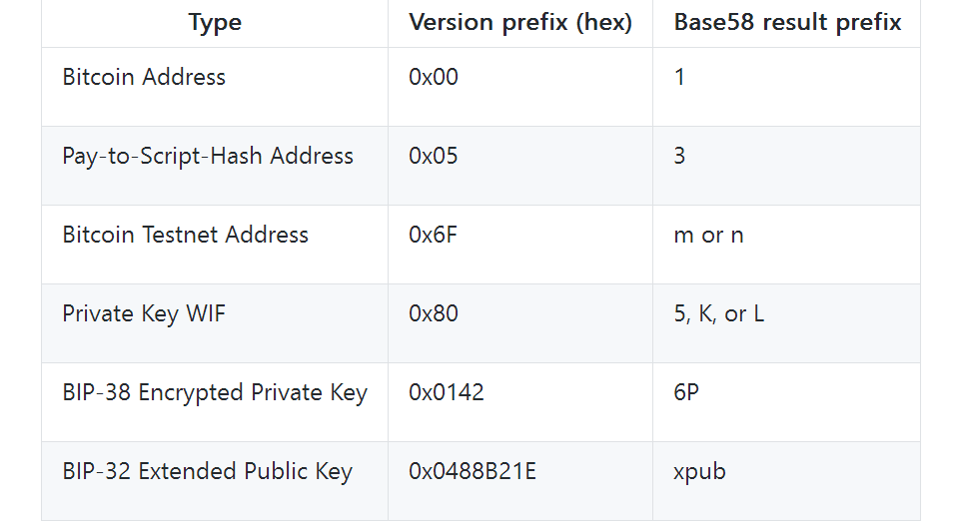 Type Version prefix (hex) Base58 result prefix
Bitcoin Address 0x00 1
Pay-to-Script-Hash Address 0x05 3
Bitcoin Testnet Address 0x6F m or n
Private Key WIF 0x80 5, K, or L
BIP-38 Encrypted Private Key 0x0142 6P
BIP-32 Extended Public Key 0x0488B21E xpub